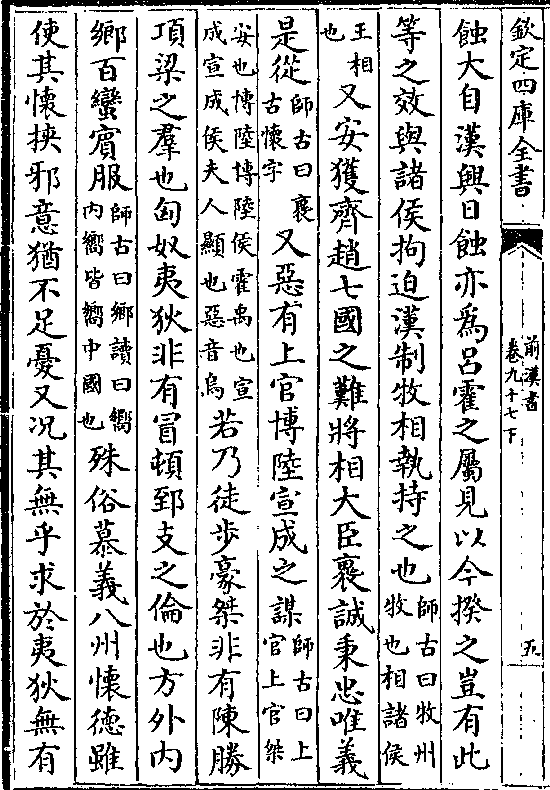 欽定四庫全書
前漢書
卷九十七下
五
蝕大自漢興日蝕亦為呂霍之屬見以今揆之豈有此
等之效與諸侯拘迫漢制牧相執持之也師古曰牧州牧也相諸侯
王相也又安獲齊趙七國之難將相大臣褱誠秉忠唯義
是從師古曰褱古懷字又惡有上官博陸宣成之謀師古曰上官上官桀
安也博陸博陸侯霍禹也宣成宣成侯夫人顯也惡音烏若乃徒步豪桀非有陳勝
項梁之羣也匈奴夷狄非有冒頓郅支之倫也方外内
鄉百蠻賓服師古曰鄉讀曰嚮内嚮皆嚮中國也殊俗慕義八州懷德雖
使其懷挾邪意猶不足憂又况其無乎求於夷狄無有